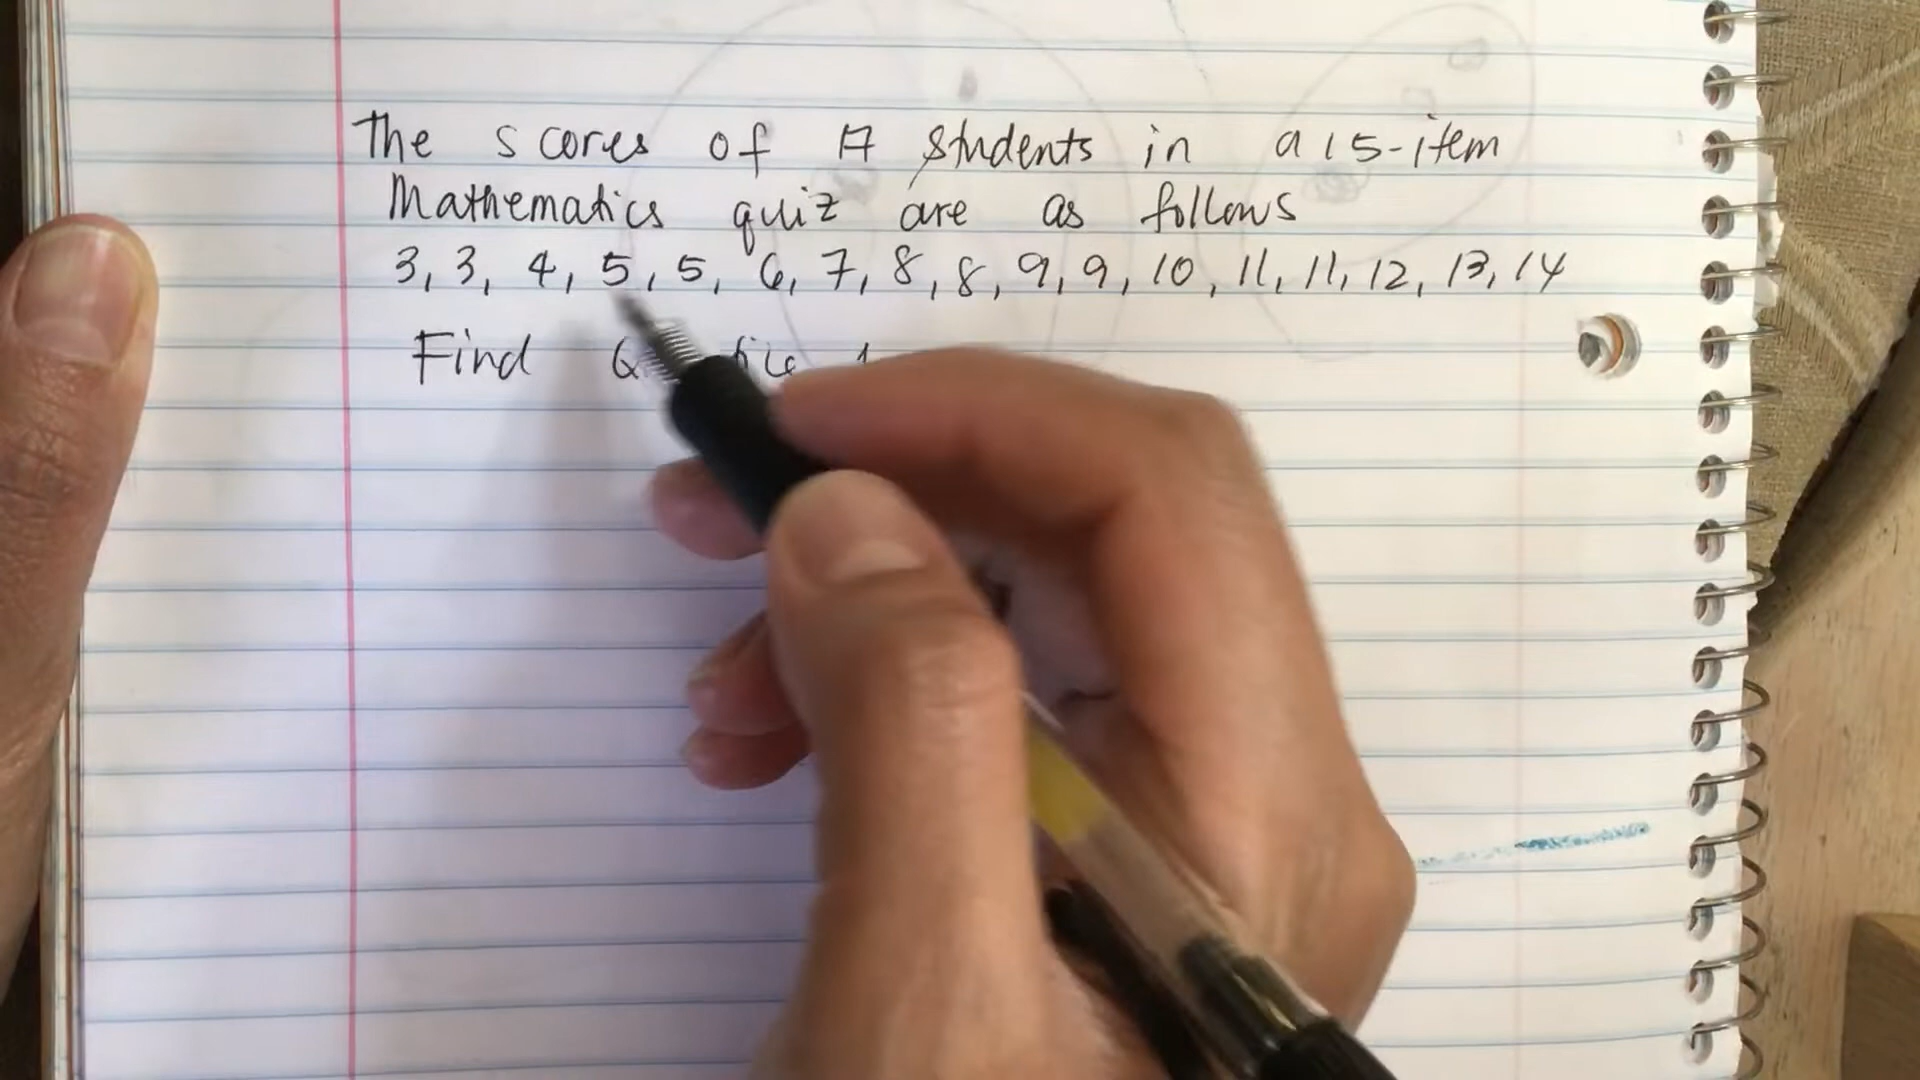 The scores of 17 students in a 15-item
Mathematics quiz are as follows
3, 3, 4, 5, 5, 6, 7, 8, 8, 9, 9, 10, 11, 11, 12, 13, 14
Find